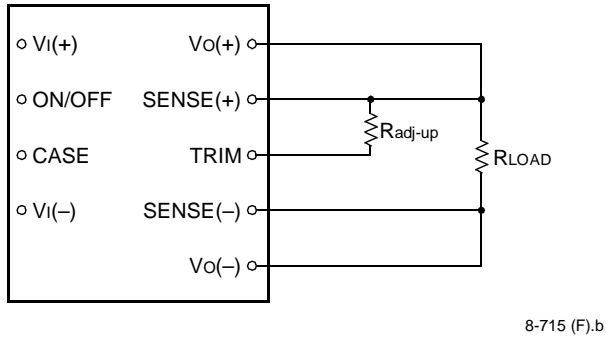 VI(+)
VO(+)
ON/OFF
SENSE(+)
Radj-up
CASE
TRIM
RLOAD
VI(–)
SENSE(–)
VO(–)
8-715 (F).b